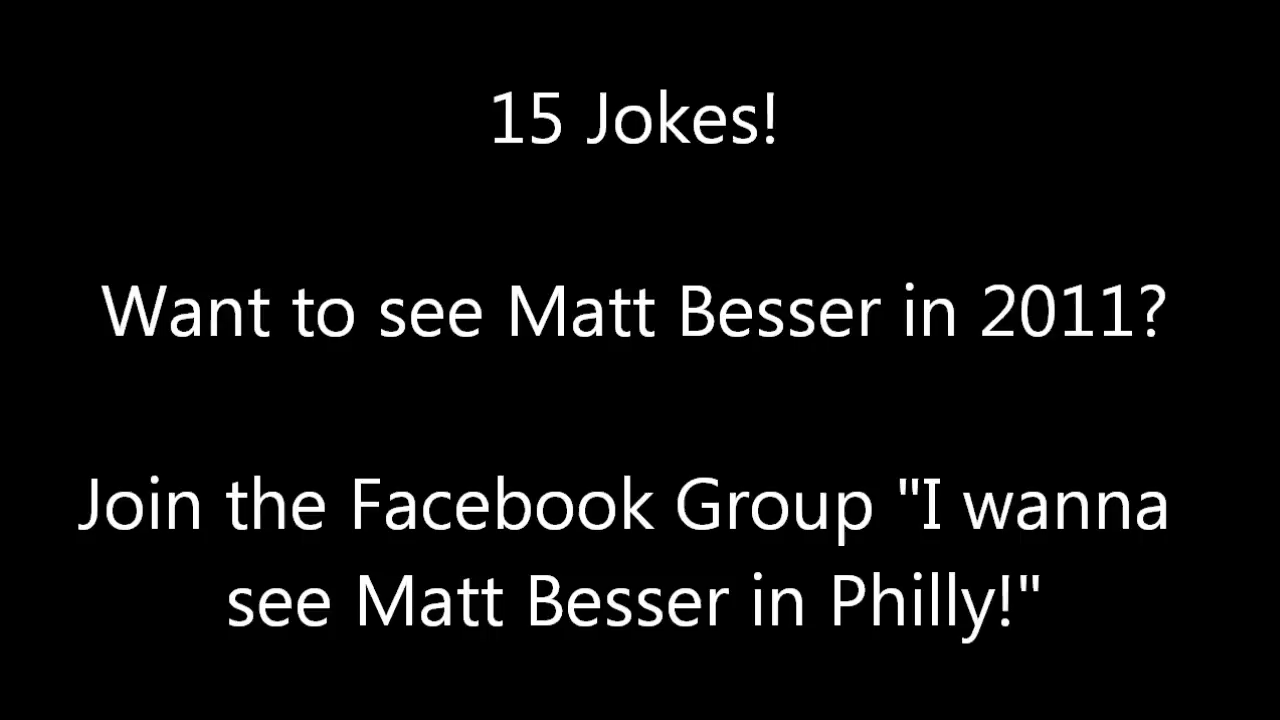 15 Jokes!
Want to see Matt Besser in 2011?
Join the Facebook Group "I wanna
see Matt Besser in Philly!"